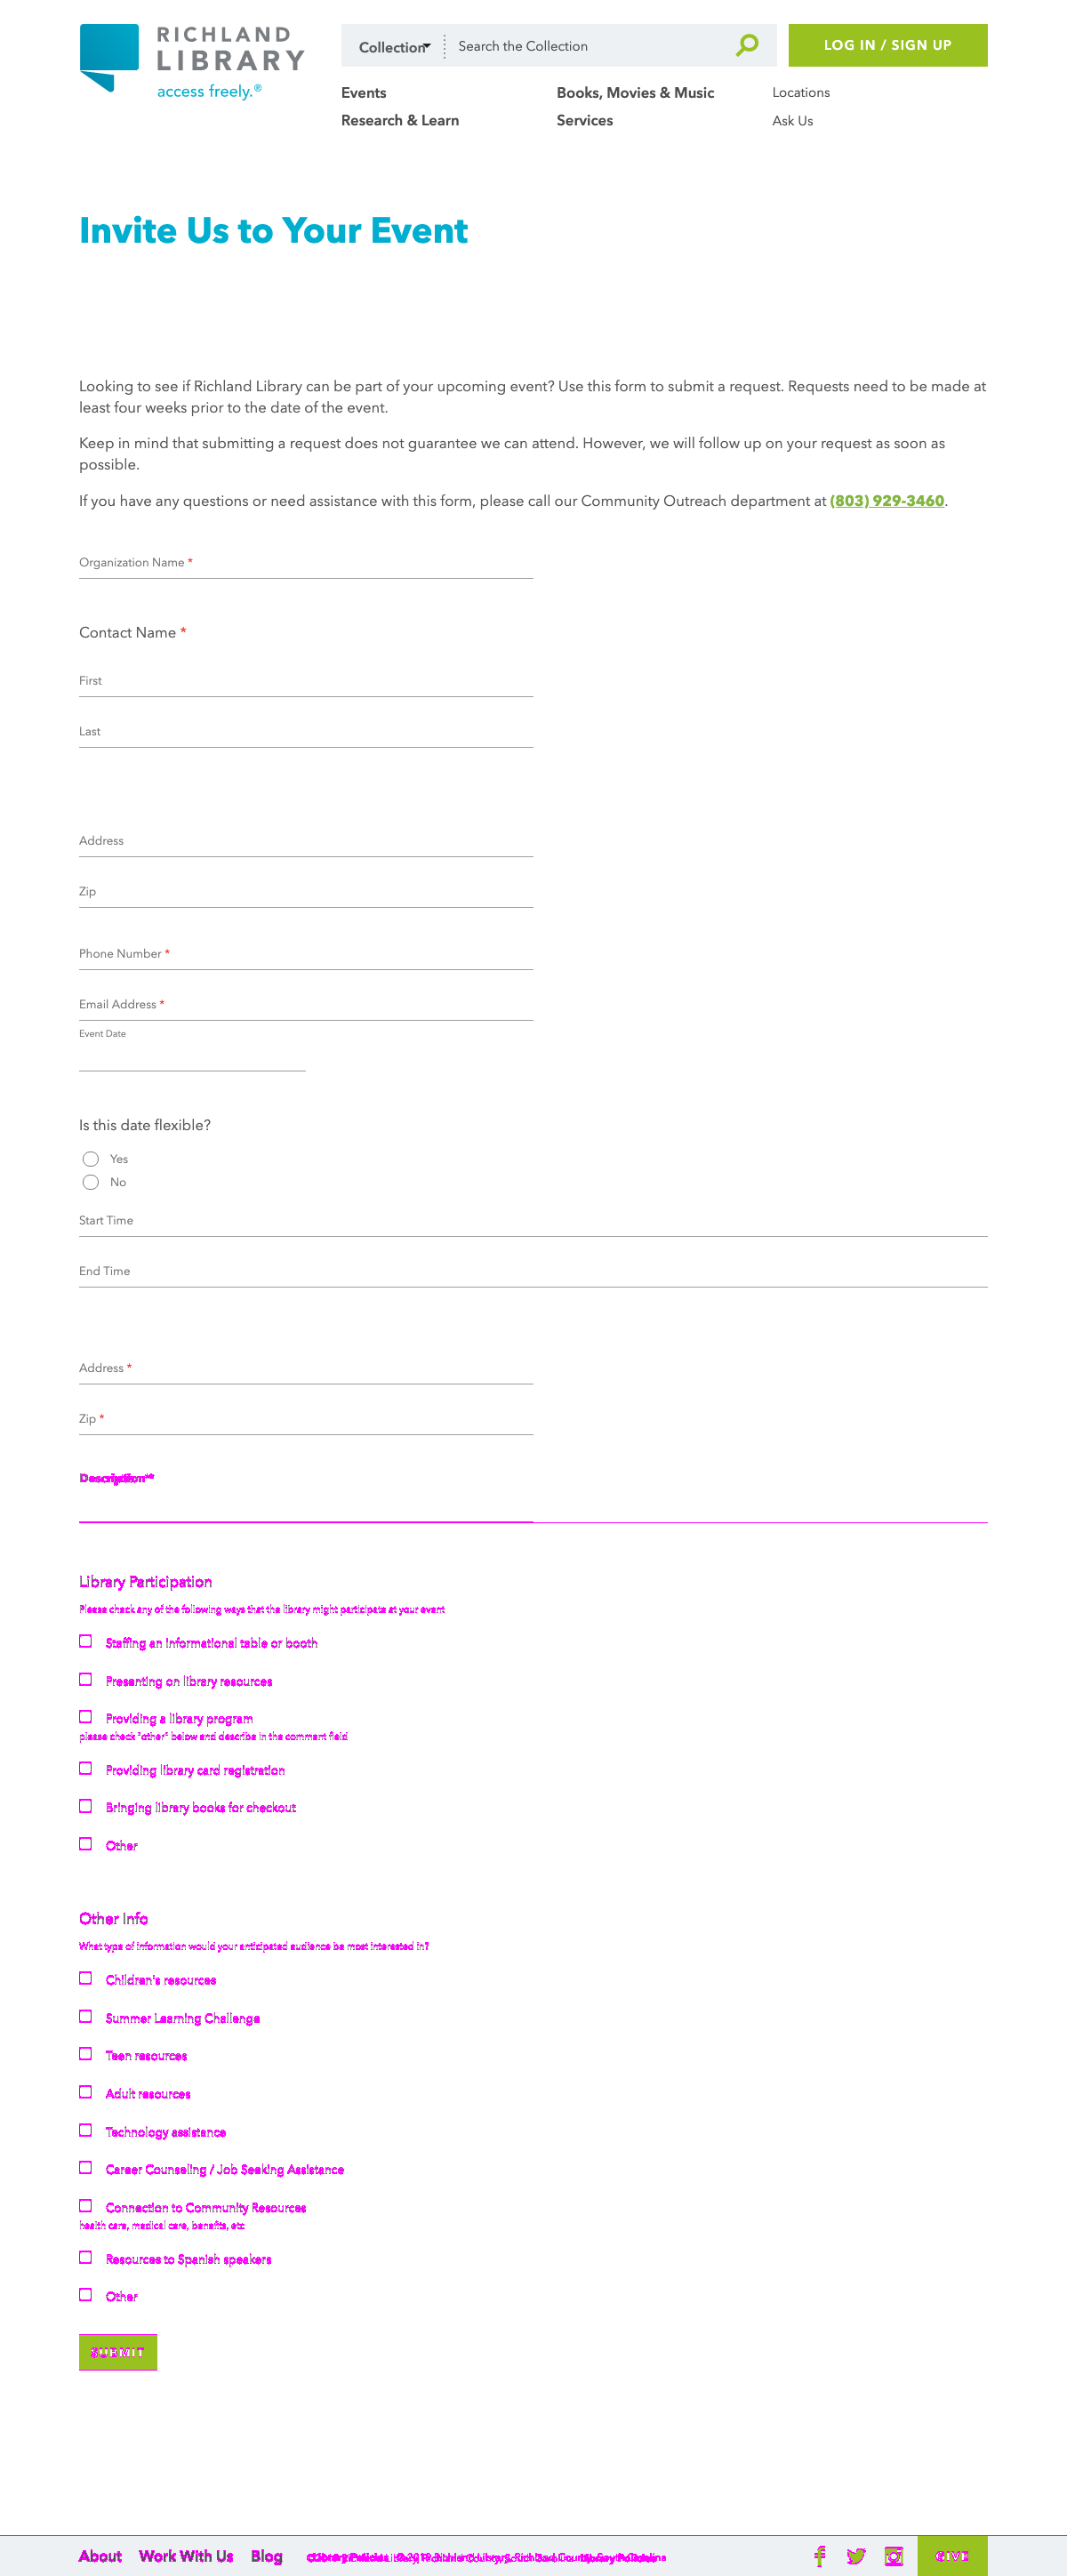 RICHLAND
LIBRARY
access freely.®
Collection
Search the Collection
LOG IN / SIGN UP
Events
Books, Movies & Music
Locations
Research & Learn
Services
Ask Us
Invite Us to Your Event
Looking to see if Richland Library can be part of your upcoming event? Use this form to submit a request. Requests need to be made at
least four weeks prior to the date of the event.
Keep in mind that submitting a request does not guarantee we can attend. However, we will follow up on your request as soon as
possible.
If you have any questions or need assistance with this form, please call our Community Outreach department at (803) 929-3460.
Organization Name *
Contact Name *
First
Last
Address
Zip
Phone Number *
Email Address *
Event Date
Is this date flexible?
Yes
No
Start Time
End Time
Address *
Zip *
Description *
Library Participation
Please check any of the following ways that the library might participate at your event
Staffing an informational table or booth
Presenting on library resources
Providing a library program
please check "other" below and describe in the comment field
Providing library card registration
Bringing library books for checkout
Other
Other Info
What type of information would your anticipated audience be most interested in?
Children's resources
Summer Learning Challenge
Teen resources
Adult resources
Technology assistance
Career Counseling / Job Seeking Assistance
Connection to Community Resources
health care, medical care, benefits, etc
Resources to Spanish speakers
Other
SUBMIT
About
Work With Us
Blog
GIVE